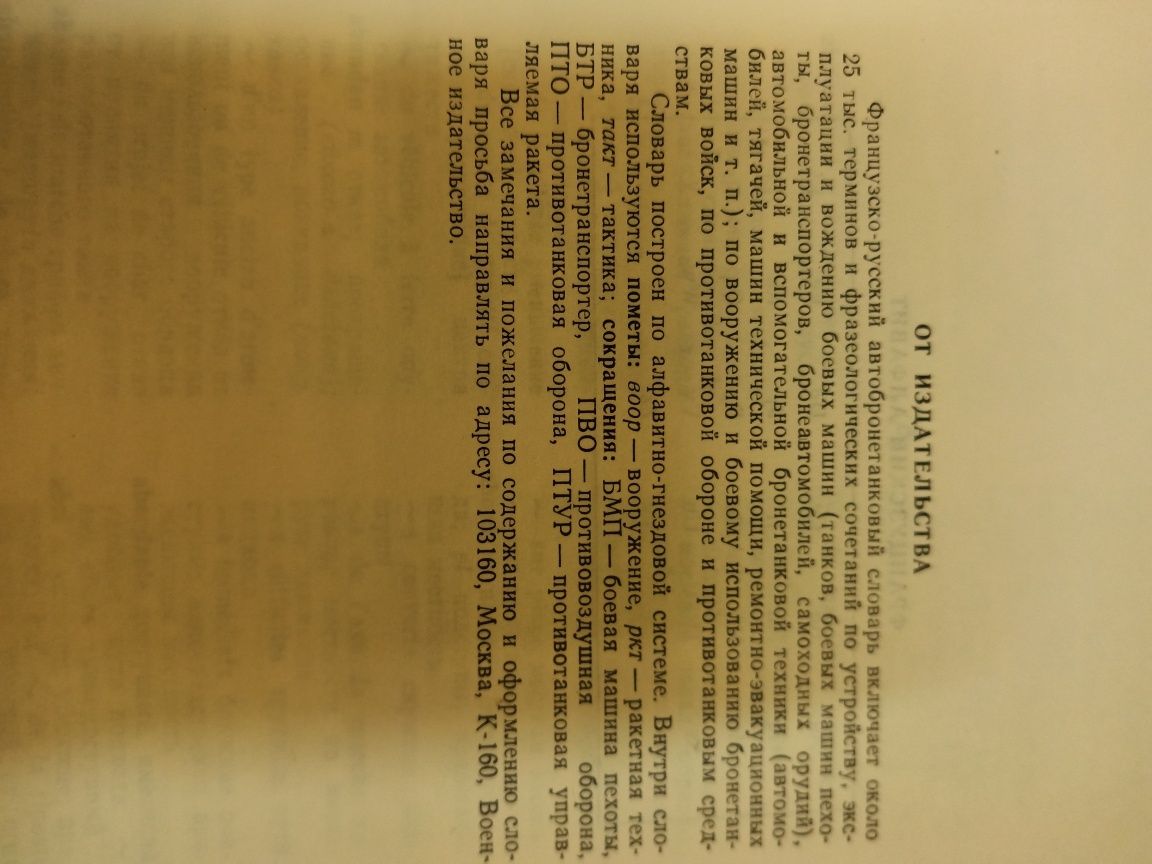 ОТ ИЗДАТЕЛЬСТВА
Французско-русский автобронетанковый словарь включает около
25 тыс. терминов и фразеологических сочетаний по устройству, экс-
плуатации и вождению боевых машин (танков, боевых машин пехо-
ты, бронетранспортеров, бронеавтомобилей, самоходных орудий),
автомобильной и вспомогательной бронетанковой техники (автомо-
билей, тягачей, машин технической помощи, ремонтно-эвакуационных
машин и т. п.); по вооружению и боевому использованию бронетан-
ковых войск, по противотанковой обороне и противотанковым сред-
ствам.
Словарь построен по алфавитно-гнездовой системе. Внутри сло-
варя используются пометы: воор — вооружение, ркт — ракетная тех-
ника, такт — тактика; сокращения: БМП — боевая машина пехоты,
БТР — бронетранспортер, ПВО — противовоздушная оборона,
ПТО — противотанковая оборона, ПТУР — противотанковая управ-
ляемая ракета.
Все замечания и пожелания по содержанию и оформлению сло-
варя просьба направлять по адресу: 103160, Москва, К-160, Воен-
ное издательство.